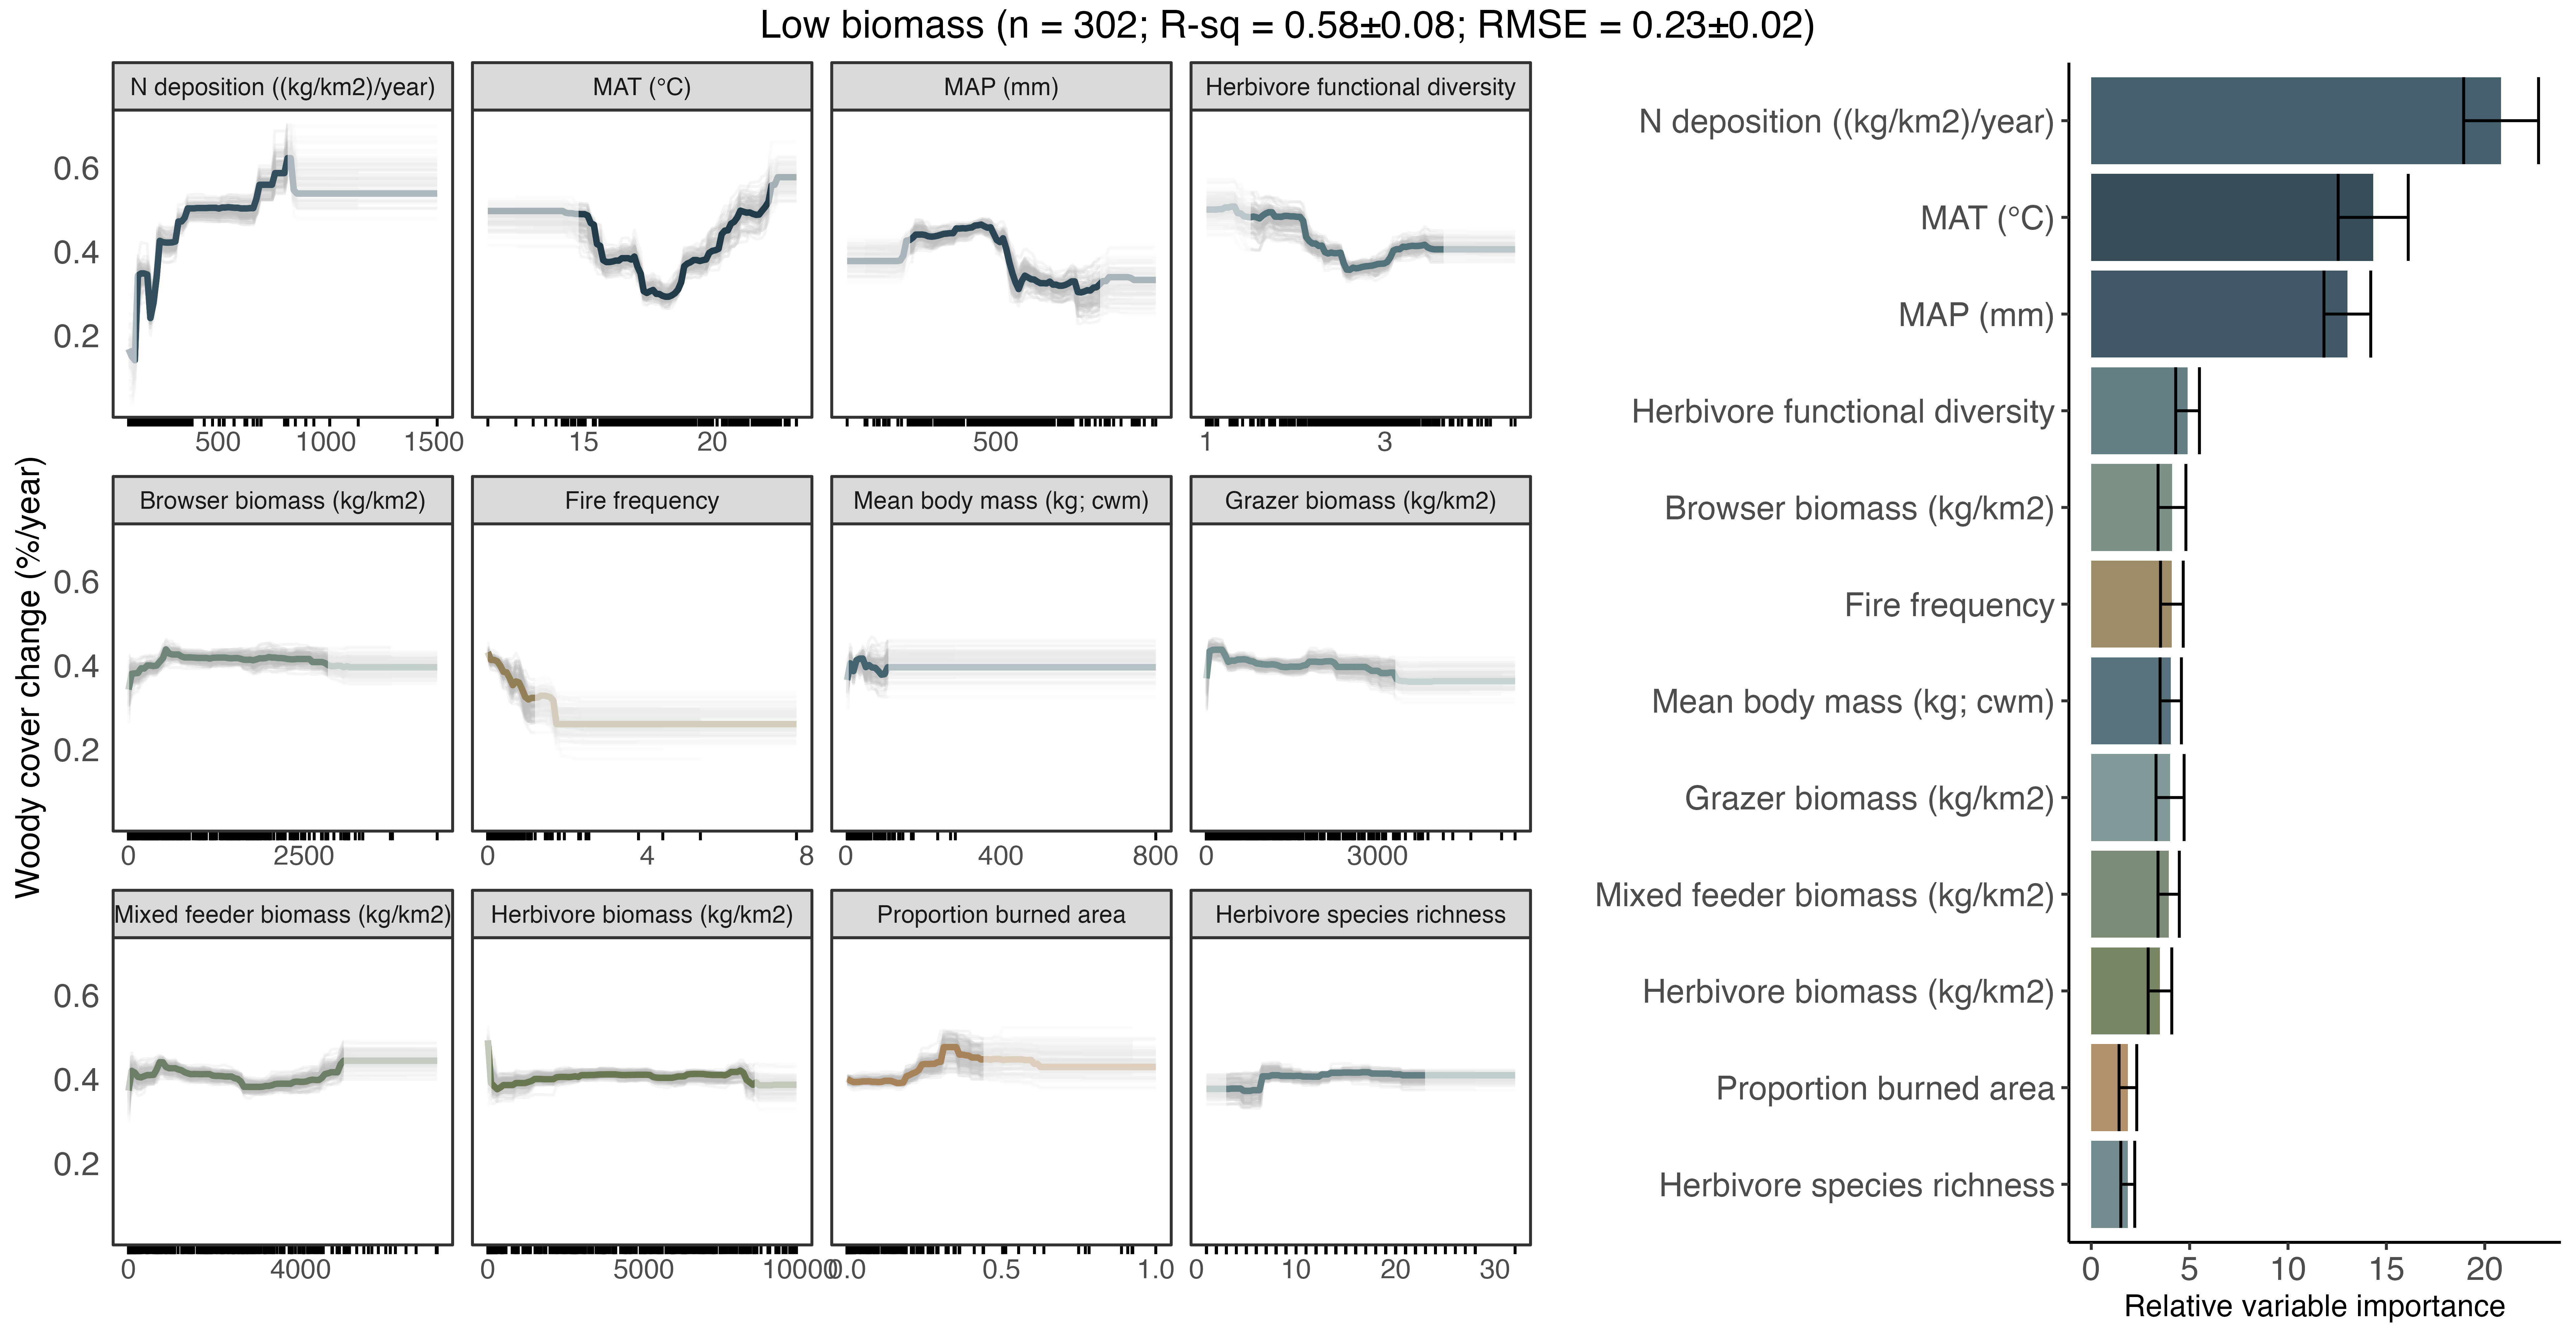 Low biomass (n = 302; R-sq = 0.58±0.08; RMSE = 0.23±0.02)
Woody cover change (%/year)
N deposition ((kg/km2)/year)
MAT (°C)
MAP (mm)
Herbivore functional diversity
0.6
0.4
0.2
500 1000 1500
15 20
500
1 3
Browser biomass (kg/km2)
Fire frequency
Mean body mass (kg; cwm)
Grazer biomass (kg/km2)
0.6
0.4
0.2
0 2500
0 4 8
0 400 800
0 3000
Mixed feeder biomass (kg/km2)
Herbivore biomass (kg/km2)
Proportion burned area
Herbivore species richness
0.6
0.4
0.2
0 4000
0 5000 10000
0.0 0.5 1.0
0 10 20 30
N deposition ((kg/km2)/year)
MAT (°C)
MAP (mm)
Herbivore functional diversity
Browser biomass (kg/km2)
Fire frequency
Mean body mass (kg; cwm)
Grazer biomass (kg/km2)
Mixed feeder biomass (kg/km2)
Herbivore biomass (kg/km2)
Proportion burned area
Herbivore species richness
0 5 10 15 20
Relative variable importance